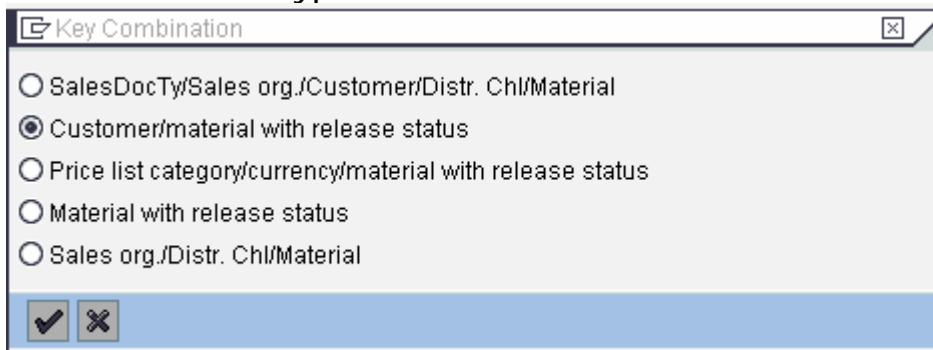 Key Combination
SalesDocTy/Sales org./Customer/Distr. Chl/Material
Customer/material with release status
Price list category/currency/material with release status
Material with release status
Sales org./Distr. Chl/Material